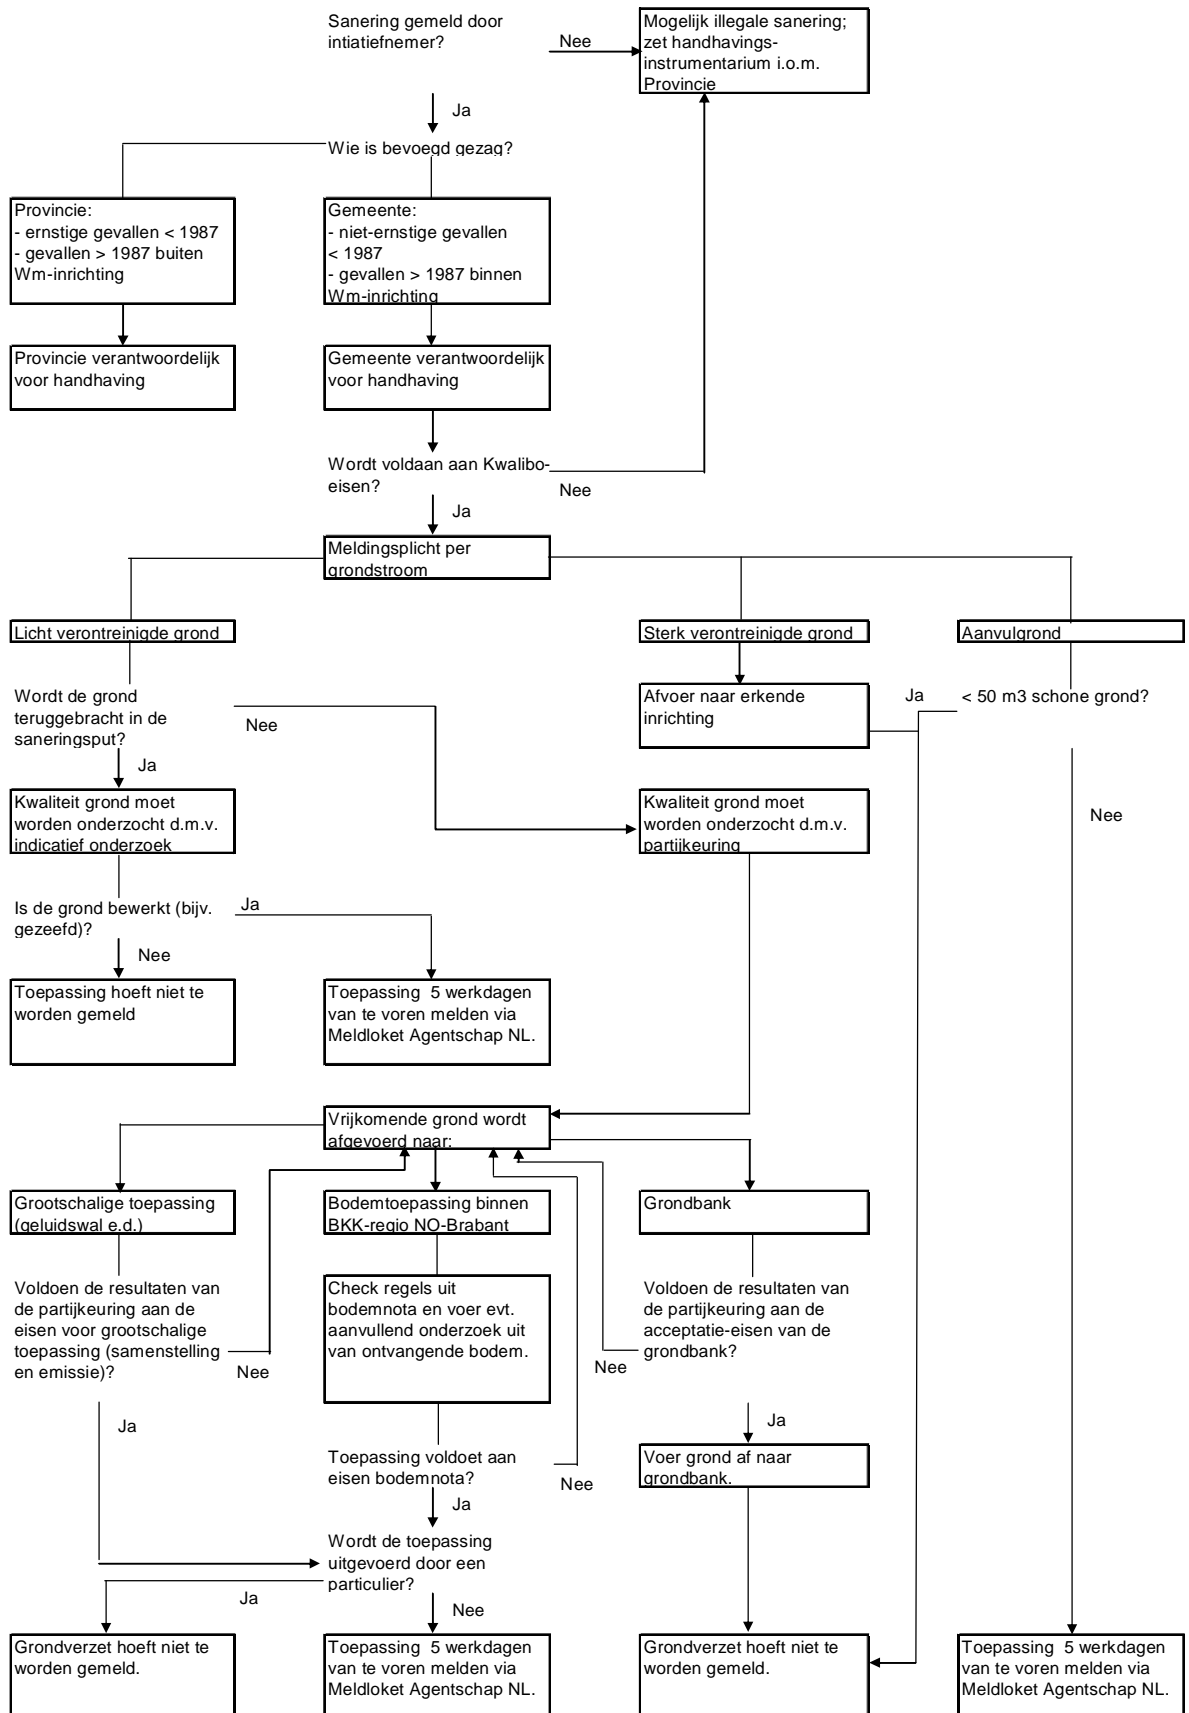 Sanering gemeld door
intiatiefnemer?
Nee
Mogelijk illegale sanering;
zet handhavings-
instrumentarium i.o.m.
Provincie
Ja
Wie is bevoegd gezag?
Provincie:
- ernstige gevallen < 1987
- gevallen > 1987 buiten
Wm-inrichting
Gemeente:
- niet-ernstige gevallen
< 1987
- gevallen > 1987 binnen
Wm-inrichting
Provincie verantwoordelijk
voor handhaving
Gemeente verantwoordelijk
voor handhaving
Wordt voldaan aan Kwalibo-
eisen?
Nee
Ja
Meldingsplicht per
grondstroom
Licht verontreinigde grond
Sterk verontreinigde grond
Aanvulgrond
Wordt de grond
teruggebracht in de
saneringsput?
Nee
Afvoer naar erkende
inrichting
Ja
< 50 m3 schone grond?
Ja
Kwaliteit grond moet
worden onderzocht d.m.v.
indicatief onderzoek
Kwaliteit grond moet
worden onderzocht d.m.v.
partijkeuring
Nee
Is de grond bewerkt (bijv.
gezeefd)?
Ja
Nee
Toepassing hoeft niet te
worden gemeld
Toepassing 5 werkdagen
van te voren melden via
Meldloket Agentschap NL.
Vrijkomende grond wordt
afgevoerd naar:
Grootschalige toepassing
(geluidswal e.d.)
Bodemtoepassing binnen
BKK-regio NO-Brabant
Grondbank
Voldoen de resultaten van
de partijkeuring aan de
eisen voor grootschalige
toepassing (samenstelling
en emissie)?
Nee
Check regels uit
bodemnota en voer evt.
aanvullend onderzoek uit
van ontvangende bodem.
Voldoen de resultaten van
de partijkeuring aan de
acceptatie-eisen van de
grondbank?
Nee
Ja
Ja
Toepassing voldoet aan
eisen bodemnota?
Nee
Voer grond af naar
grondbank.
Ja
Wordt de toepassing
uitgevoerd door een
particulier?
Ja
Nee
Grondverzet hoeft niet te
worden gemeld.
Toepassing 5 werkdagen
van te voren melden via
Meldloket Agentschap NL.
Grondverzet hoeft niet te
worden gemeld.
Toepassing 5 werkdagen
van te voren melden via
Meldloket Agentschap NL.